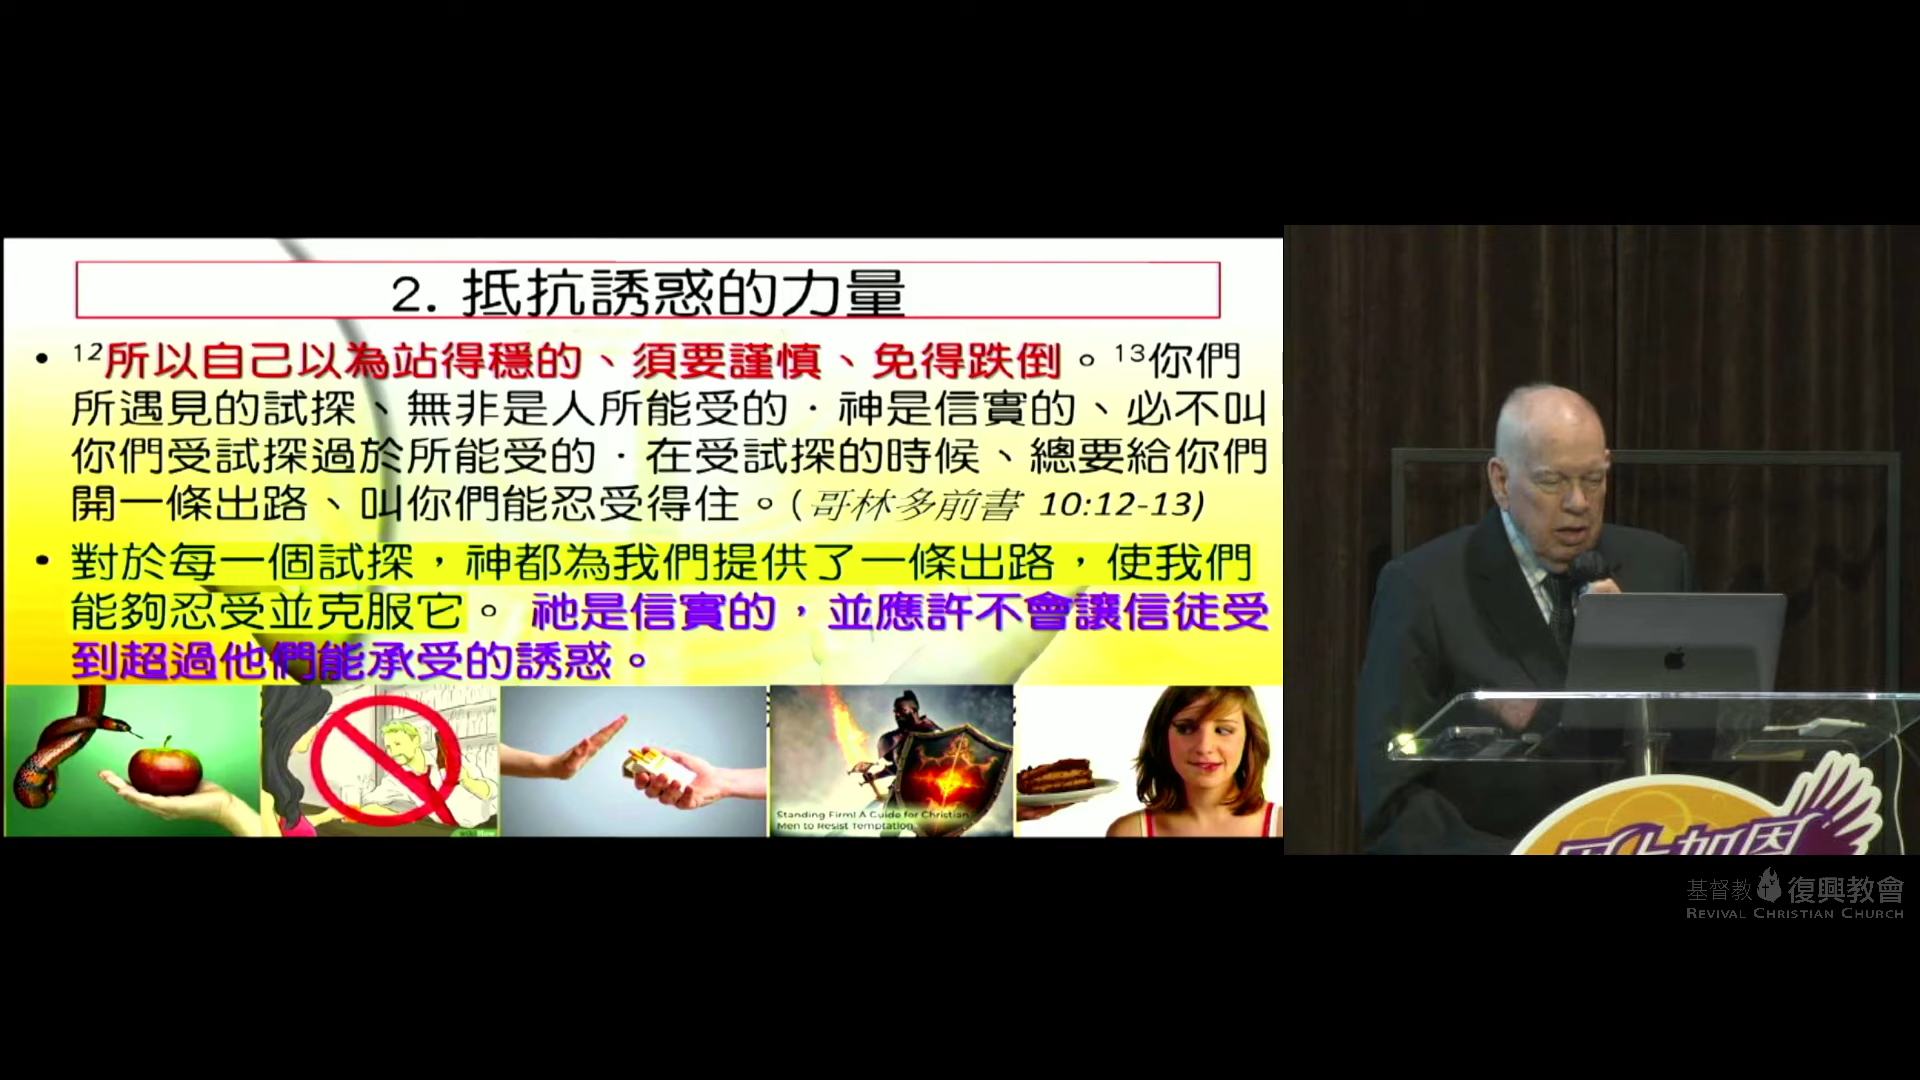 2. 抵抗誘惑的力量
• ¹²所以自己以為站得穩的、須要謹慎、免得跌倒。¹³你們
所遇見的試探、無非是人所能受的．神是信實的、必不叫
你們受試探過於所能受的．在受試探的時候、總要給你們
開一條出路、叫你們能忍受得住。(哥林多前書 10:12-13)
• 對於每一個試探，神都為我們提供了一條出路，使我們
能夠忍受並克服它。祂是信實的，並應許不會讓信徒受
到超過他們能承受的誘惑。
wikiHow
Standing Firm! A Guide for Christian
Men to Resist Temptation
基督教 復興教會
REVIVAL CHRISTIAN CHURCH